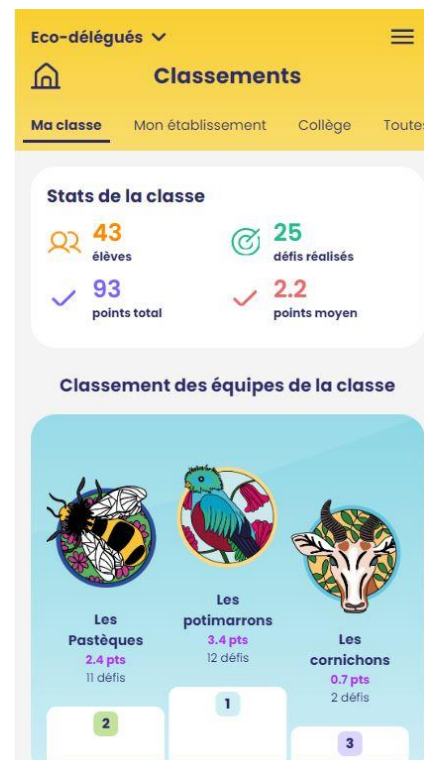 Eco-délégués
Classements
Ma classe Mon établissement Collège Toutes
Stats de la classe
43
élèves
25
défis réalisés
93
points total
2.2
points moyen
Classement des équipes de la classe
Les
Pastèques
2.4 pts
11 défis
Les
potimarrons
3.4 pts
12 défis
Les
cornichons
0.7 pts
2 défis
2
1
3